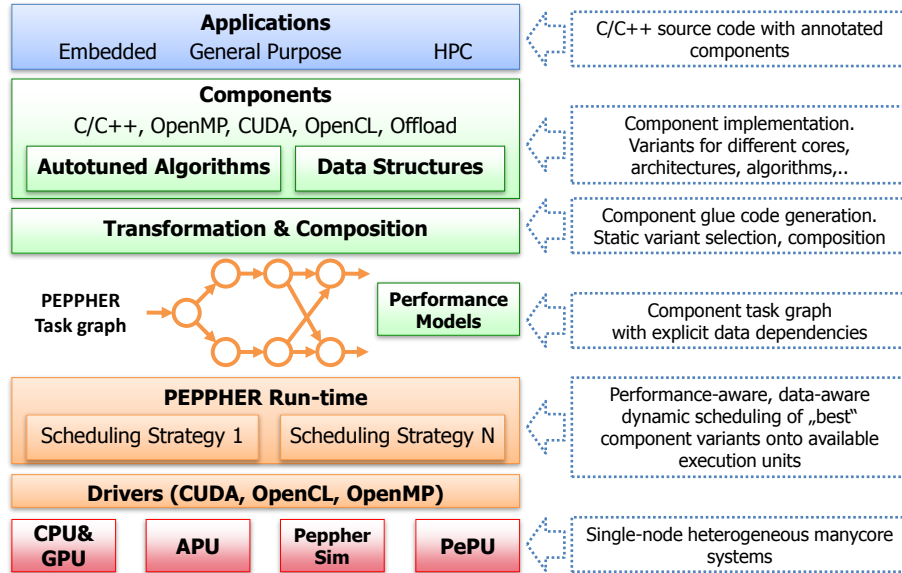 Applications
Embedded General Purpose HPC
C/C++ source code with annotated
components
Components
C/C++, OpenMP, CUDA, OpenCL, Offload
Autotuned Algorithms
Data Structures
Component implementation.
Variants for different cores,
architectures, algorithms,..
Transformation & Composition
Component glue code generation.
Static variant selection, composition
PEPPHER
Task graph
Performance
Models
Component task graph
with explicit data dependencies
PEPPHER Run-time
Scheduling Strategy 1
Scheduling Strategy N
Performance-aware, data-aware
dynamic scheduling of „best“
component variants onto available
execution units
Drivers (CUDA, OpenCL, OpenMP)
CPU&
GPU
APU
Peppher
Sim
PePU
Single-node heterogeneous manycore
systems